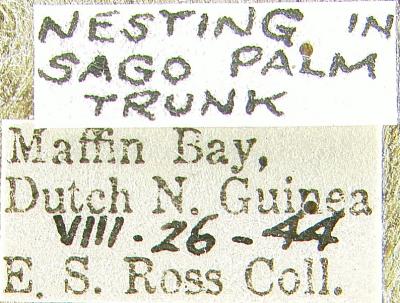 NESTING IN
SAGO PALM
TRUNK
Maffin Bay,
Dutch N. Guinea
VIII-26-44
E. S. Ross Coll.